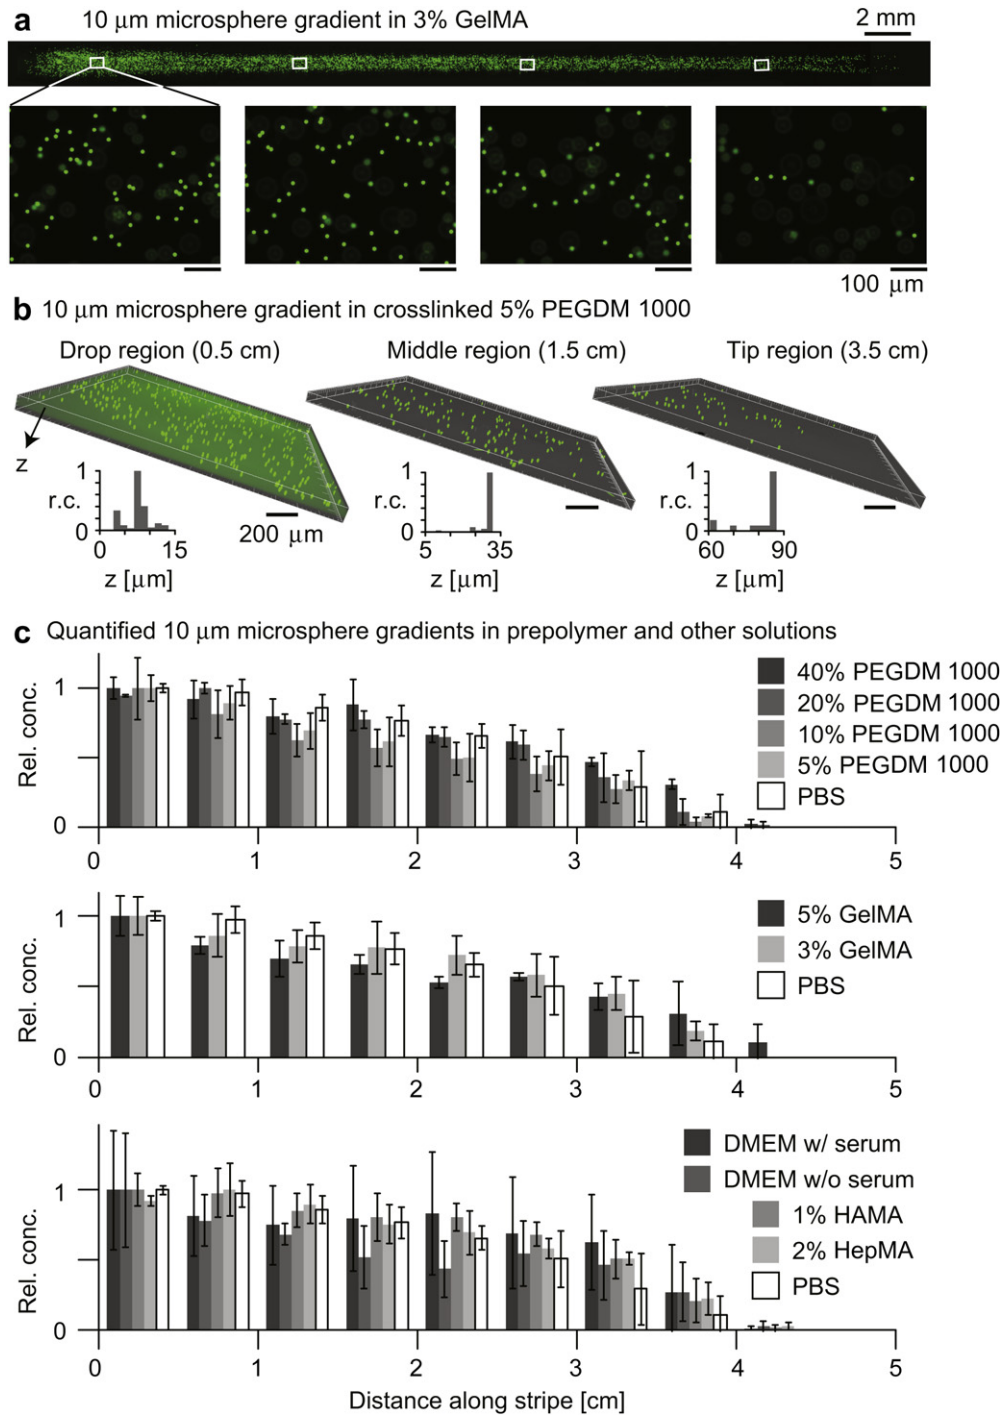 a 10 μm microsphere gradient in 3% GelMA
2 mm
100 μm
b 10 μm microsphere gradient in crosslinked 5% PEGDM 1000
Drop region (0.5 cm) Middle region (1.5 cm) Tip region (3.5 cm)
z
1 1 1
r.c. r.c. r.c.
0 0 0
200 μm
0 15 5 35 60 90
z [μm] z [μm] z [μm]
c Quantified 10 μm microsphere gradients in prepolymer and other solutions
Rel. conc.
1
0
40% PEGDM 1000
20% PEGDM 1000
10% PEGDM 1000
5% PEGDM 1000
PBS
0 1 2 3 4 5
Rel. conc.
1
0
5% GelMA
3% GelMA
PBS
0 1 2 3 4 5
Rel. conc.
1
0
DMEM w/ serum
DMEM w/o serum
1% HAMA
2% HepMA
PBS
0 1 2 3 4 5
Distance along stripe [cm]